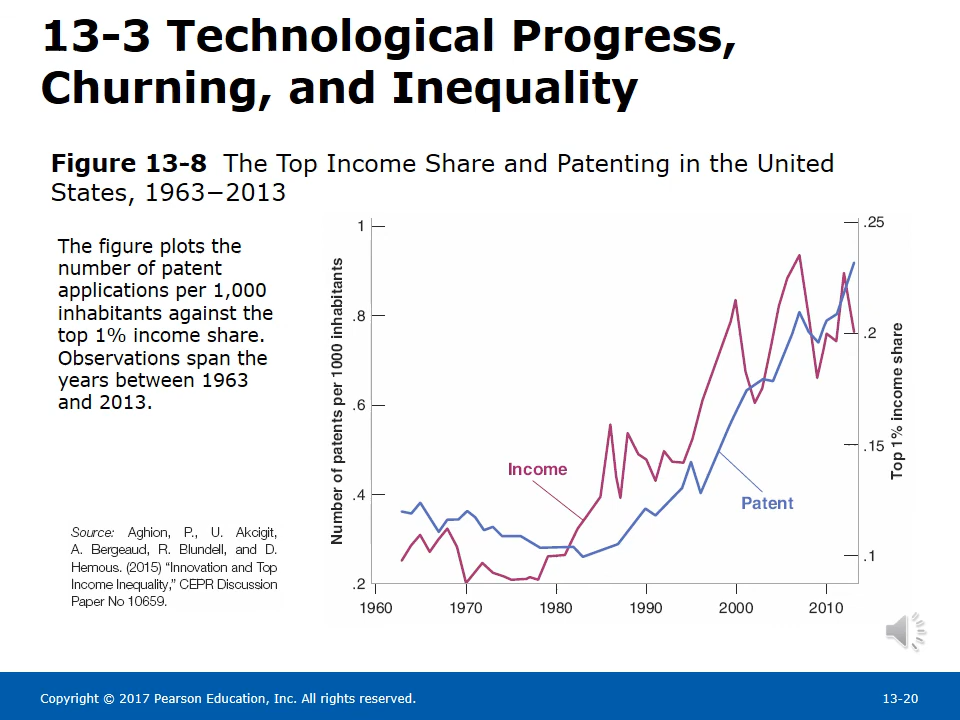 13-3 Technological Progress,
Churning, and Inequality
Figure 13-8 The Top Income Share and Patenting in the United
States, 1963−2013
The figure plots the
number of patent
applications per 1,000
inhabitants against the
top 1% income share.
Observations span the
years between 1963
and 2013.
Source: Aghion, P., U. Akcigit,
A. Bergeaud, R. Blundell, and D.
Hemous. (2015) “Innovation and Top
Income Inequality,” CEPR Discussion
Paper No 10659.
Number of patents per 1000 inhabitants
1
.8
.6
.4
.2
Income
Patent
.25
.2
.15
.1
Top 1% income share
1960 1970 1980 1990 2000 2010
Copyright © 2017 Pearson Education, Inc. All rights reserved.
13-20